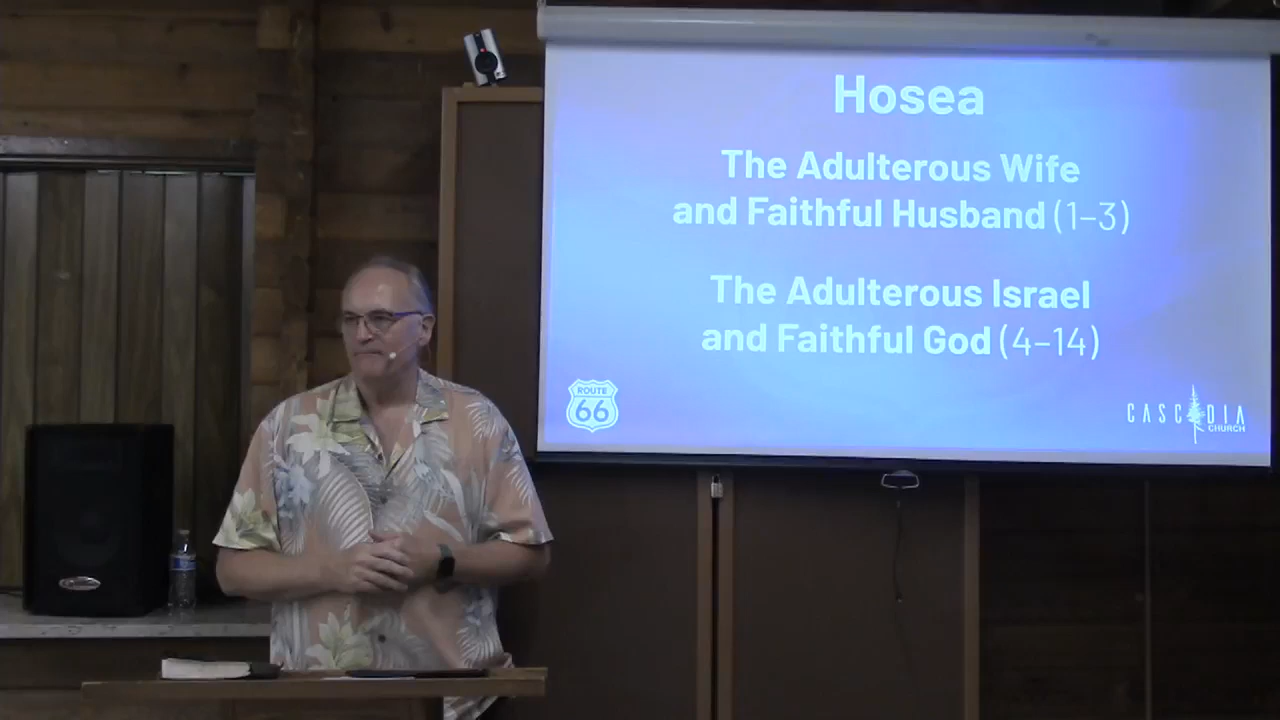 Hosea
The Adulterous Wife
and Faithful Husband (1–3)
The Adulterous Israel
and Faithful God (4–14)
ROUTE
66
CASCADIA
CHURCH